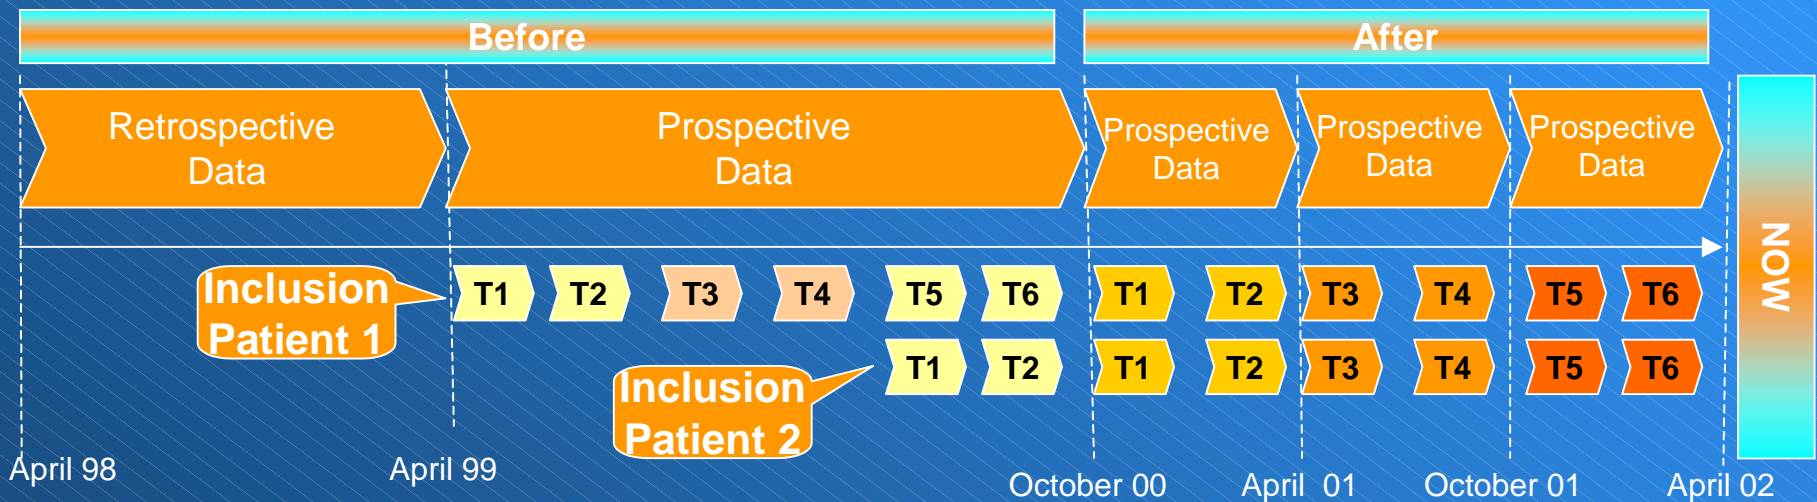 Before
After
Retrospective
Data
Prospective
Data
Prospective
Data
Prospective
Data
Prospective
Data
NOW
Inclusion
Patient 1
T1 T2 T3 T4 T5 T6 T1 T2 T3 T4 T5 T6
Inclusion
Patient 2
T1 T2 T1 T2 T3 T4 T5 T6
April 98
April 99
October 00
April 01
October 01
April 02